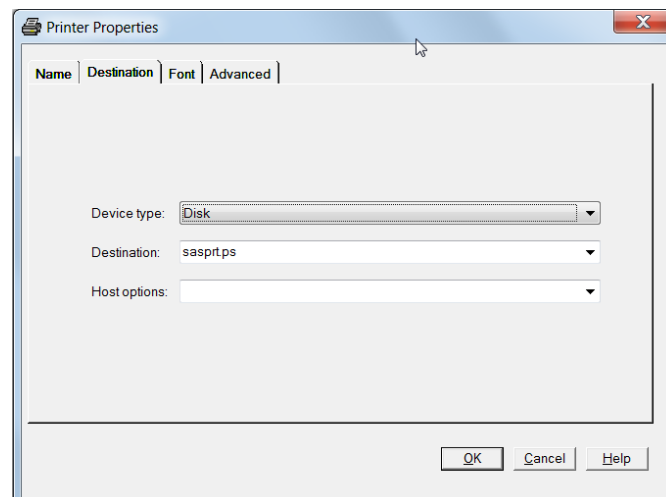 Printer Properties
Name Destination Font Advanced
Device type: Disk
Destination: sasprt.ps
Host options:
OK Cancel Help